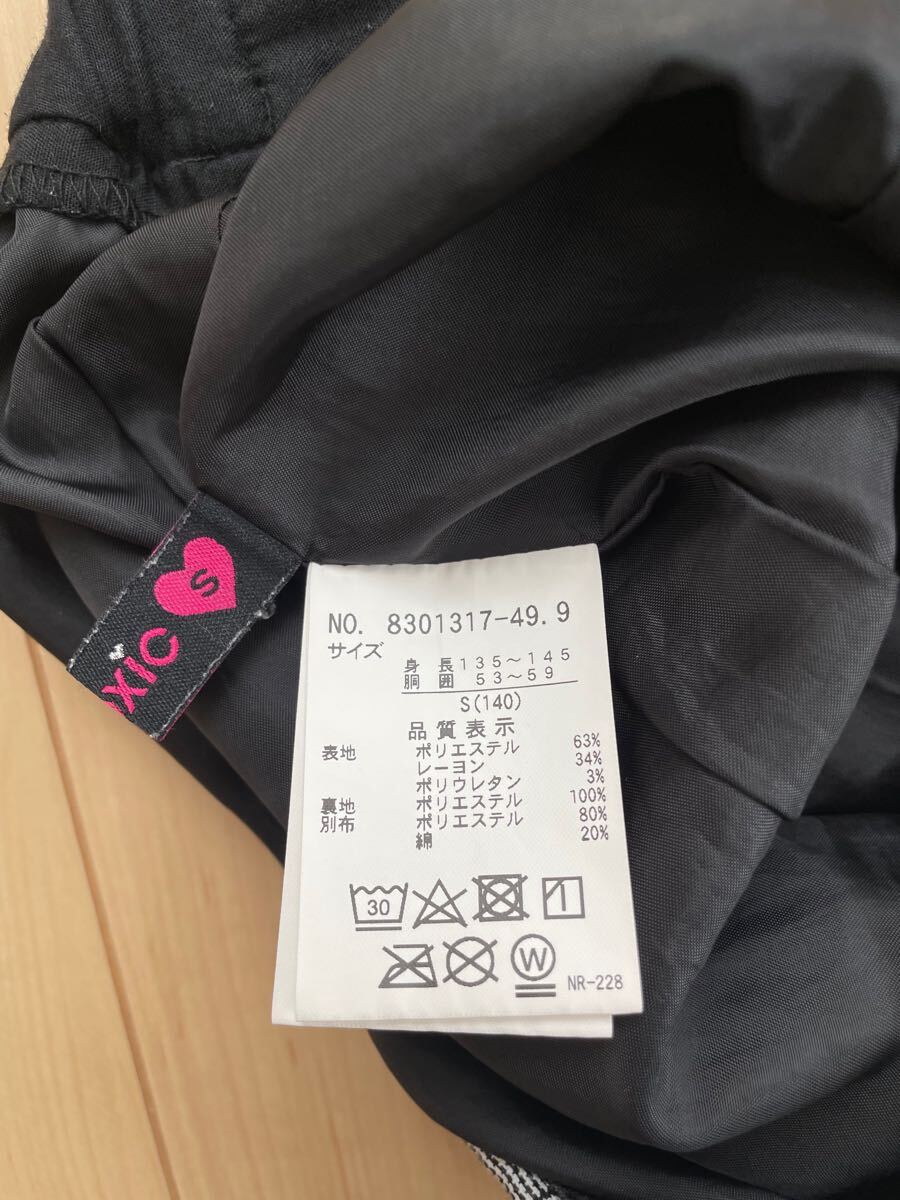 S
NO. 8301317-49.9
サイズ
身長 135~145
胴囲 53~59
S(140)
品質表示
表地 ポリエステル 63%
レーヨン 34%
ポリウレタン 3%
裏地 ポリエステル 100%
別布 ポリエステル 80%
綿 20%
30
W
NR-228